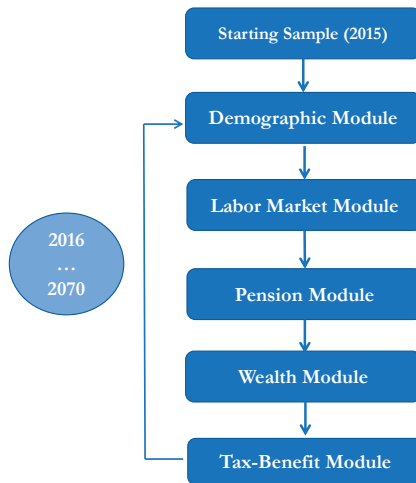 Starting Sample (2015)
Demographic Module
Labor Market Module
2016
…
2070
Pension Module
Wealth Module
Tax-Benefit Module